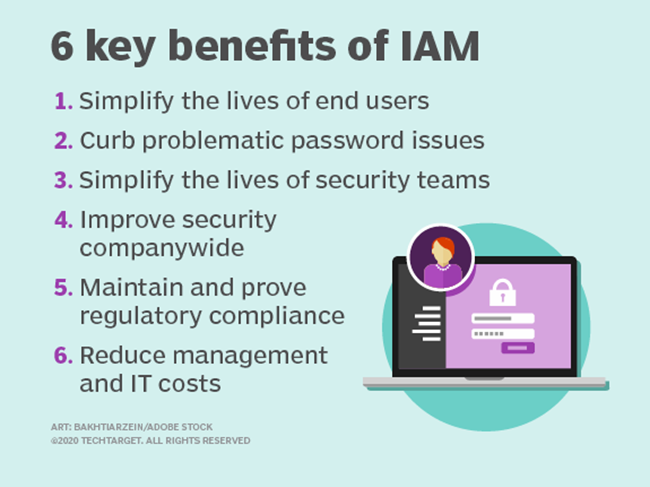 6 key benefits of IAM
1. Simplify the lives of end users
2. Curb problematic password issues
3. Simplify the lives of security teams
4. Improve security
companywide
5. Maintain and prove
regulatory compliance
6. Reduce management
and IT costs
ART: BAKHTIARZEIN/ADOBE STOCK
©2020 TECHTARGET. ALL RIGHTS RESERVED